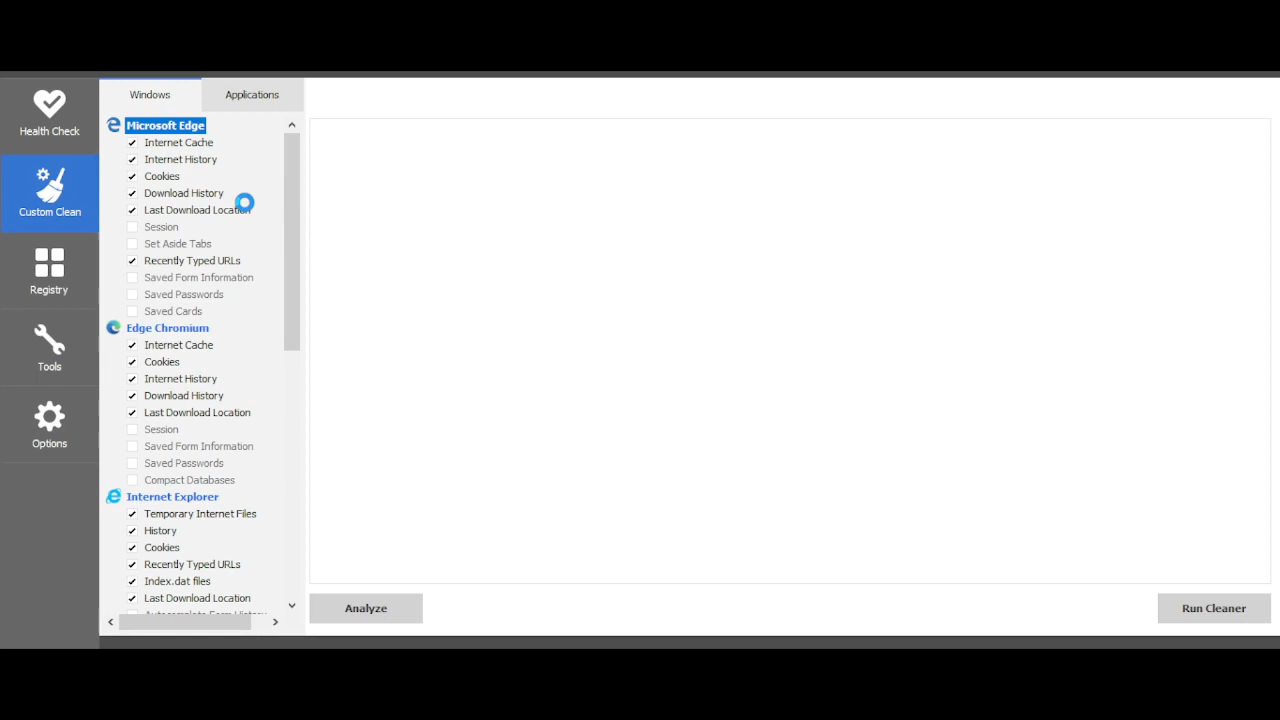 Health Check
Custom Clean
Registry
Tools
Options
Windows
Applications
Microsoft Edge
Internet Cache
Internet History
Cookies
Download History
Last Download Location
Session
Set Aside Tabs
Recently Typed URLs
Saved Form Information
Saved Passwords
Saved Cards
Edge Chromium
Internet Cache
Cookies
Internet History
Download History
Last Download Location
Session
Saved Form Information
Saved Passwords
Compact Databases
Internet Explorer
Temporary Internet Files
History
Cookies
Recently Typed URLs
Index.dat files
Last Download Location
Autocomplete Form History
Analyze
Run Cleaner